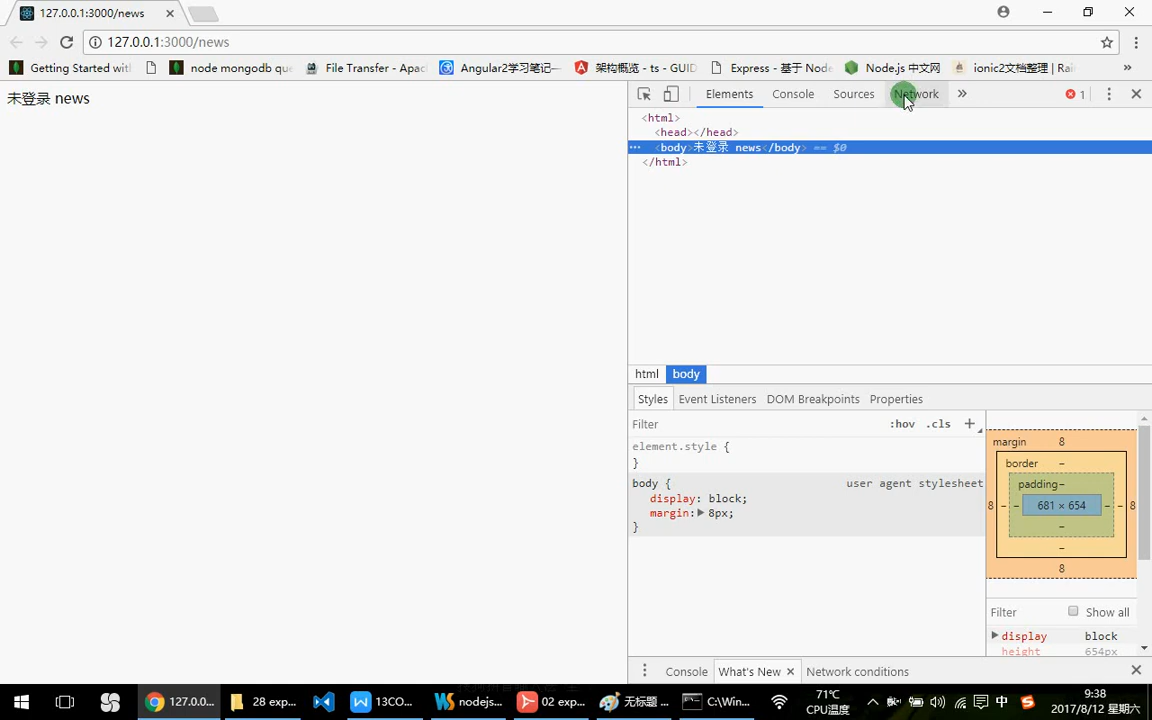 127.0.0.1:3000/news
127.0.0.1:3000/news
Getting Started wit
node mongodb que
File Transfer - Apac
Angular2学习笔记—
架构概览 - ts - GUID
Express - 基于 Node
Node.js 中文网
ionic2文档整理 | Rai
»
未登录 news
Elements Console Sources Network » 1
<html>
<head></head>
··· <body>未登录 news</body> == $0
</html>
html body
Styles Event Listeners DOM Breakpoints Properties
Filter :hov .cls +
element.style {
}
body { user agent stylesheet
display: block;
margin: 8px;
}
margin 8
border –
padding –
8 – – 681 × 654 – – 8
–
–
8
Filter Show all
display block
height 654px
Console What's New × Network conditions
127.0.0...
28 exp...
13CO...
nodejs...
02 exp...
无标题 ...
C:\Win...
71℃
CPU温度
中
9:38
2017/8/12 星期六